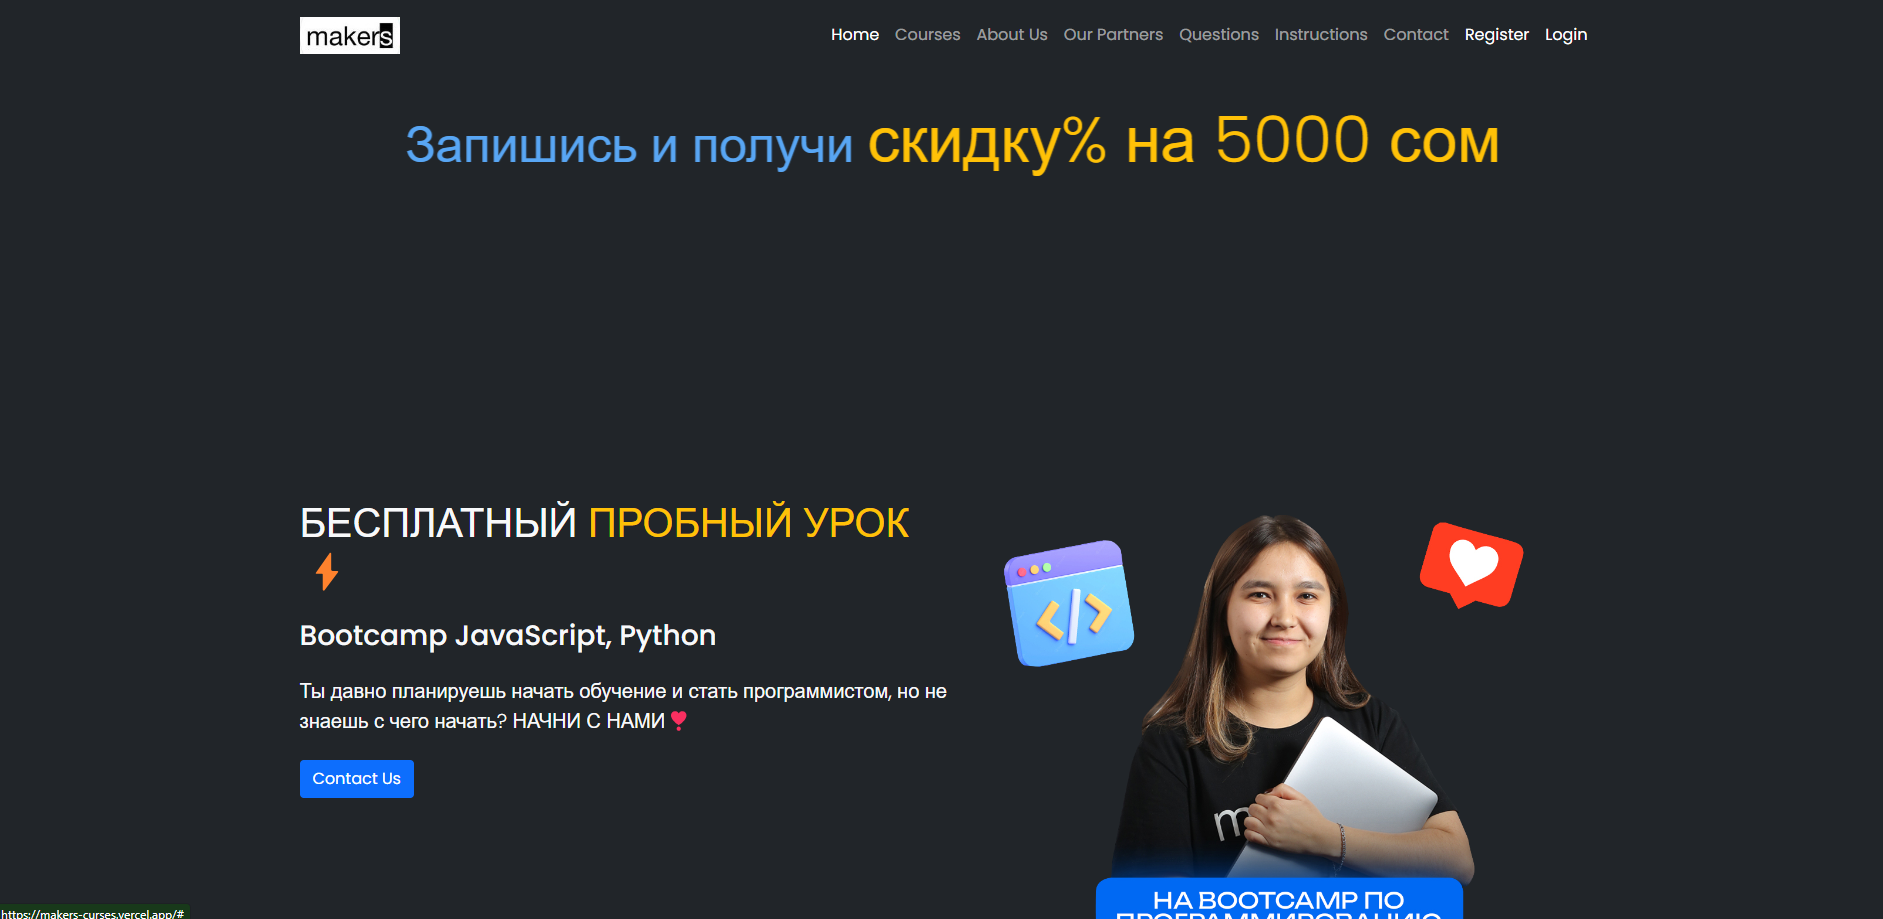 makers
Home Courses About Us Our Partners Questions Instructions Contact Register Login
Запишись и получи скидку% на 5000 сом
БЕСПЛАТНЫЙ ПРОБНЫЙ УРОК
Bootcamp JavaScript, Python
Ты давно планируешь начать обучение и стать программистом, но не
знаешь с чего начать? НАЧНИ С НАМИ
Contact Us
m
НА BOOTCAMP ПО
ПРОГРАММИРОВАНИЮ
https://makers-curses.vercel.app/#